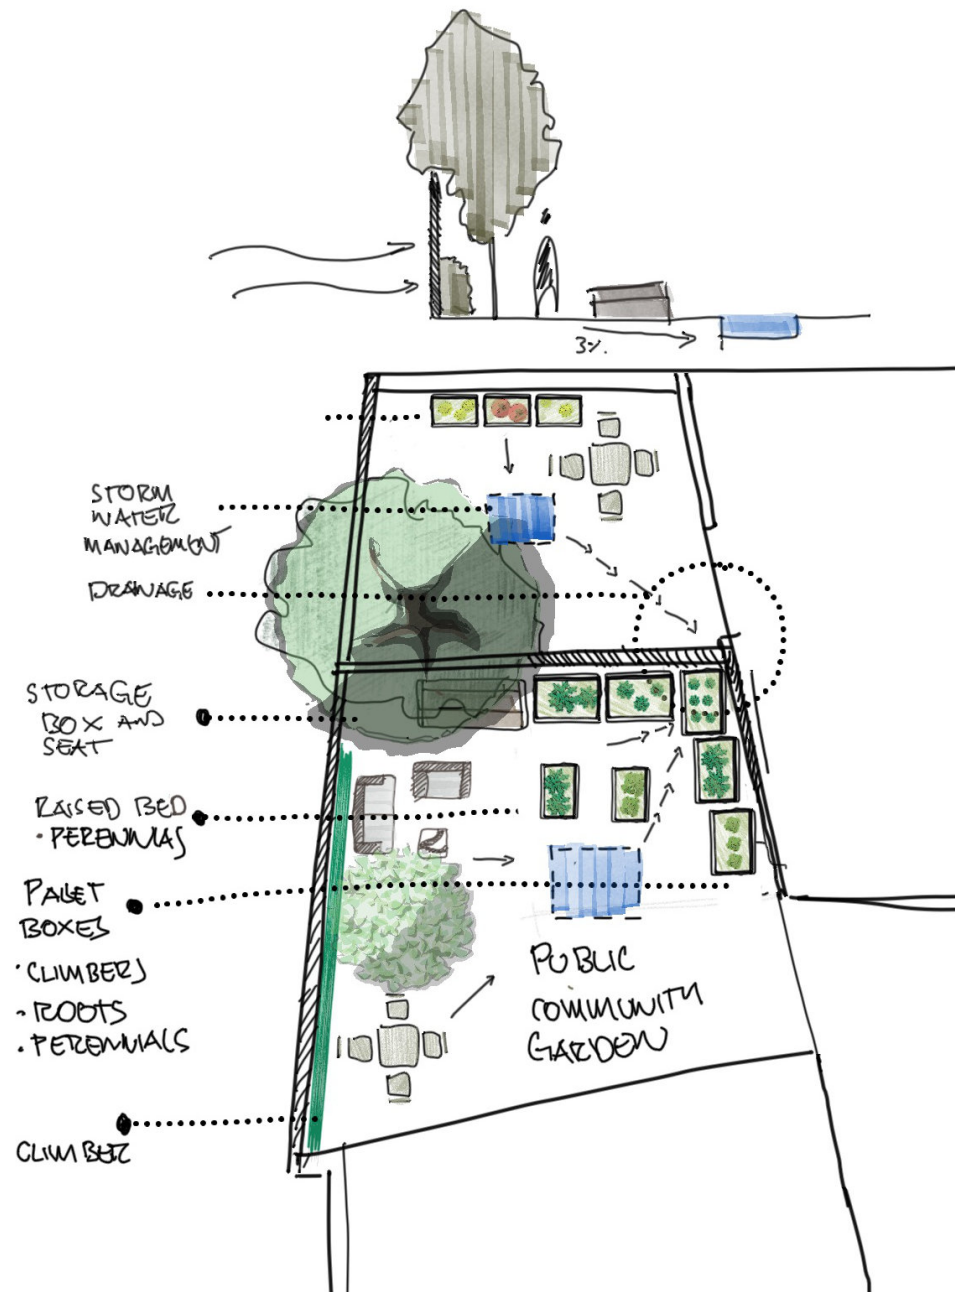 3%
STORM
WATER
MANAGEMENT
DRAINAGE
STORAGE
BOX AND
SEAT
RAISED BED
• PERENNIALS
PALLET
BOXES
• CLIMBERS
• ROOTS
• PERENNIALS
CLIMBER
PUBLIC
COMMUNITY
GARDEN